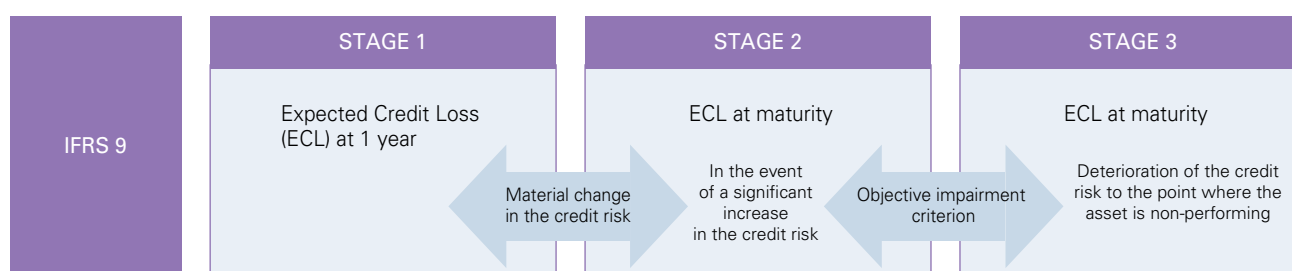 IFRS 9
STAGE 1
Expected Credit Loss
(ECL) at 1 year
Material change
in the credit risk
STAGE 2
ECL at maturity
In the event
of a significant
increase
in the credit risk
Objective impairment
criterion
STAGE 3
ECL at maturity
Deterioration of the credit
risk to the point where the
asset is non-performing